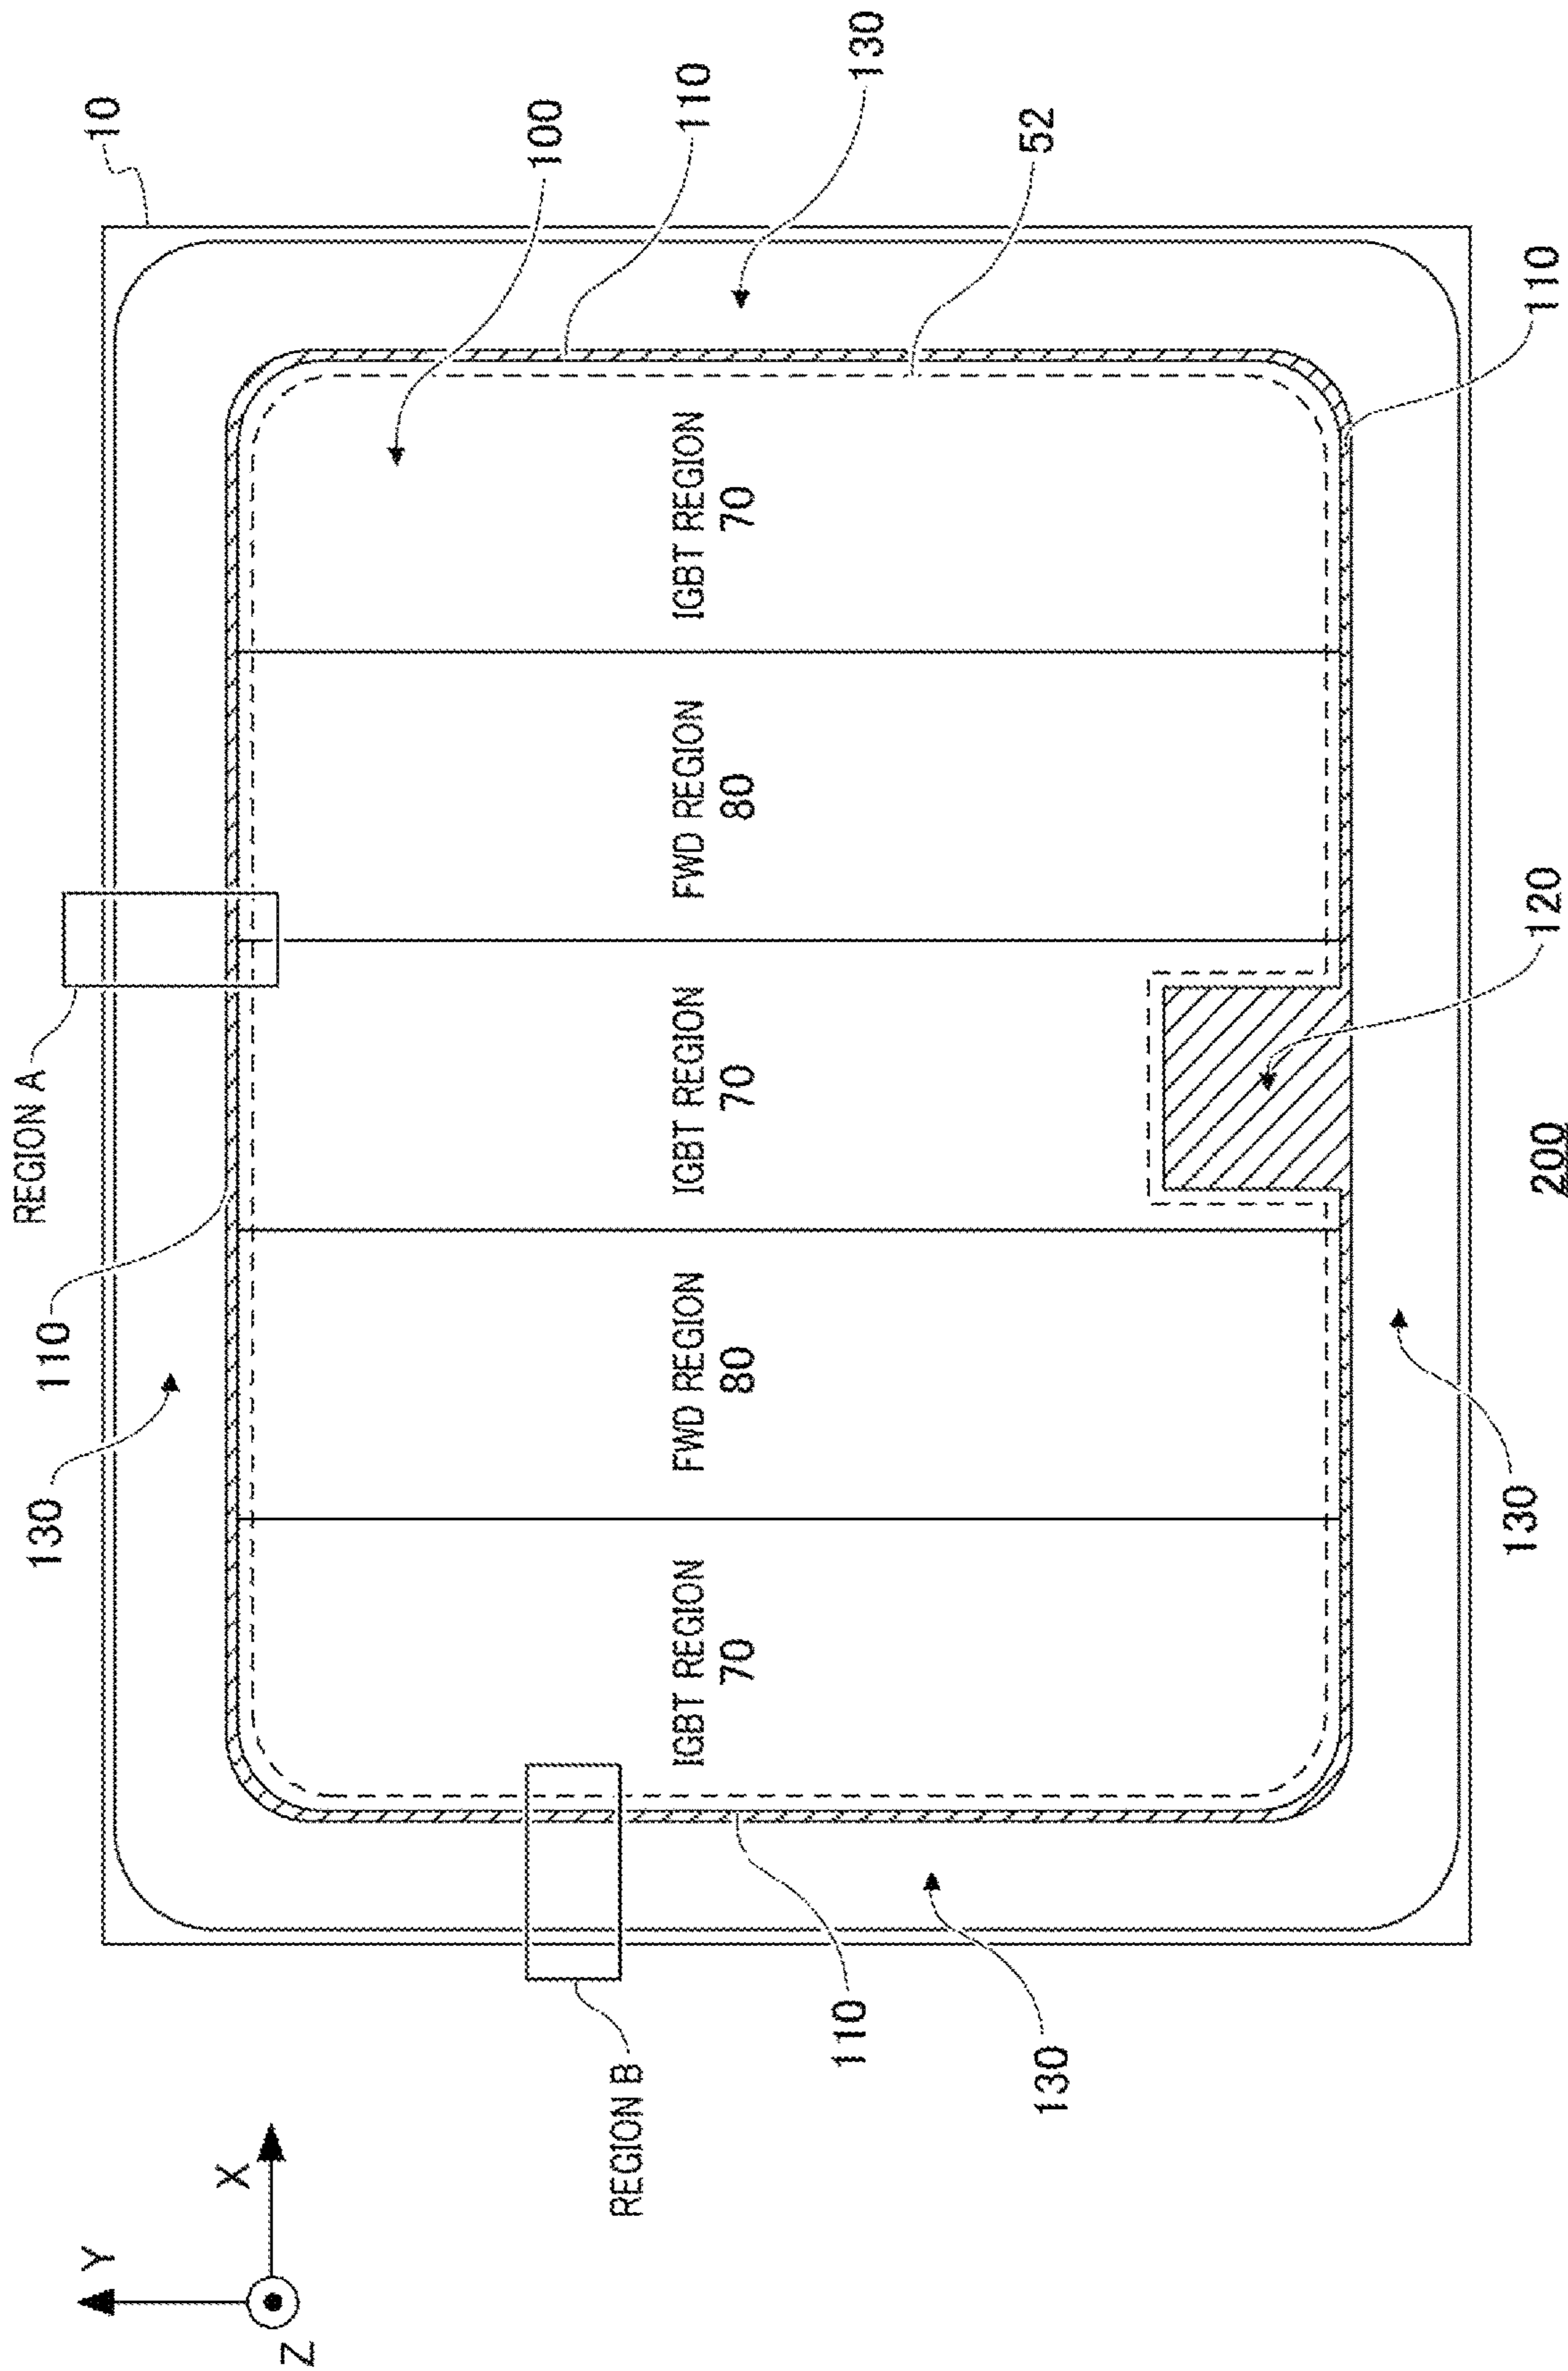 REGION A
130
110
Y
10
X
Z
100
REGION B
110
IGBT REGION
70
FWD REGION
80
IGBT REGION
70
FWD REGION
80
IGBT REGION
70
110
130
52
130
130
120
110
200